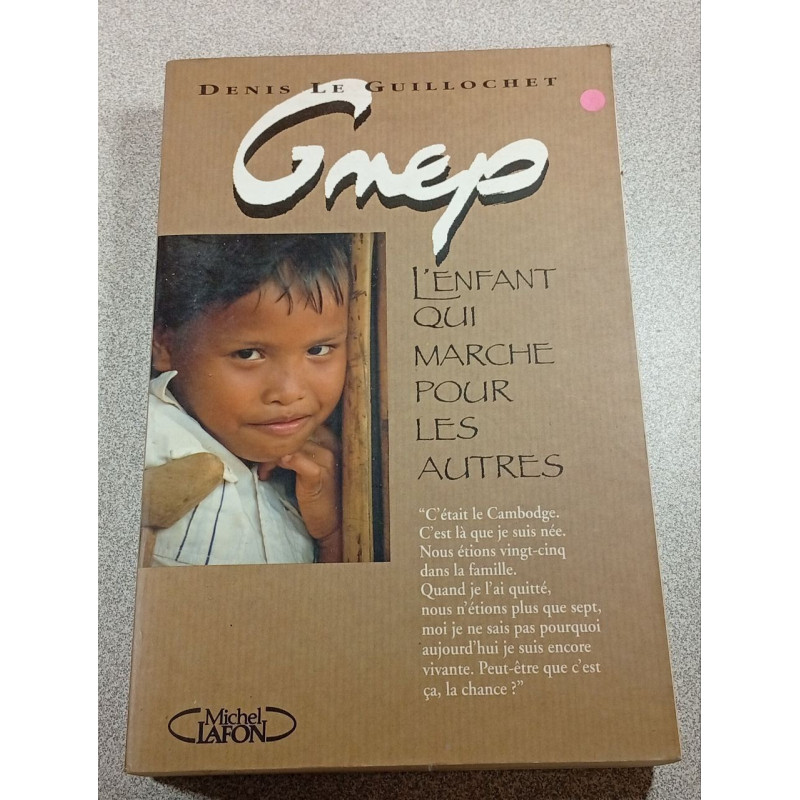 DENIS LE GUILLOCHET
Gnep
L'ENFANT
QUI
MARCHE
POUR
LES
AUTRES
“C'était le Cambodge.
C'est là que je suis née.
Nous étions vingt-cinq
dans la famille.
Quand je l'ai quitté,
nous n'étions plus que sept,
moi je ne sais pas pourquoi
aujourd'hui je suis encore
vivante. Peut-être que c'est
ça, la chance ?”
Michel
LAFON